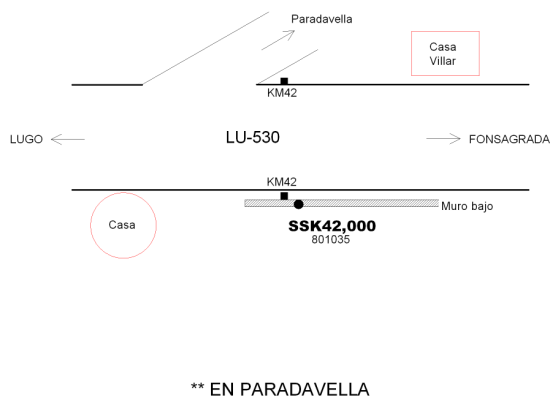 Paradavella
Casa
Villar
KM42
LUGO
LU-530
FONSAGRADA
KM42
Muro bajo
Casa
SSK42,000
801035
** EN PARADAVELLA